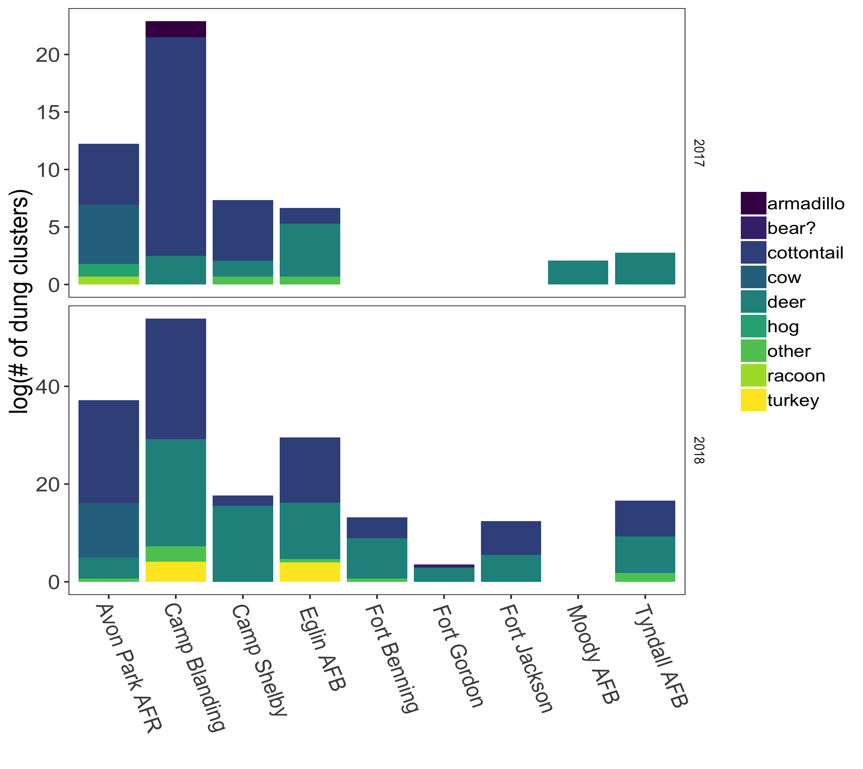 log(# of dung clusters)
20
15
10
5
0
2017
40
20
0
2018
Avon Park AFR
Camp Blanding
Camp Shelby
Eglin AFB
Fort Benning
Fort Gordon
Fort Jackson
Moody AFB
Tyndall AFB
armadillo
bear?
cottontail
cow
deer
hog
other
racoon
turkey